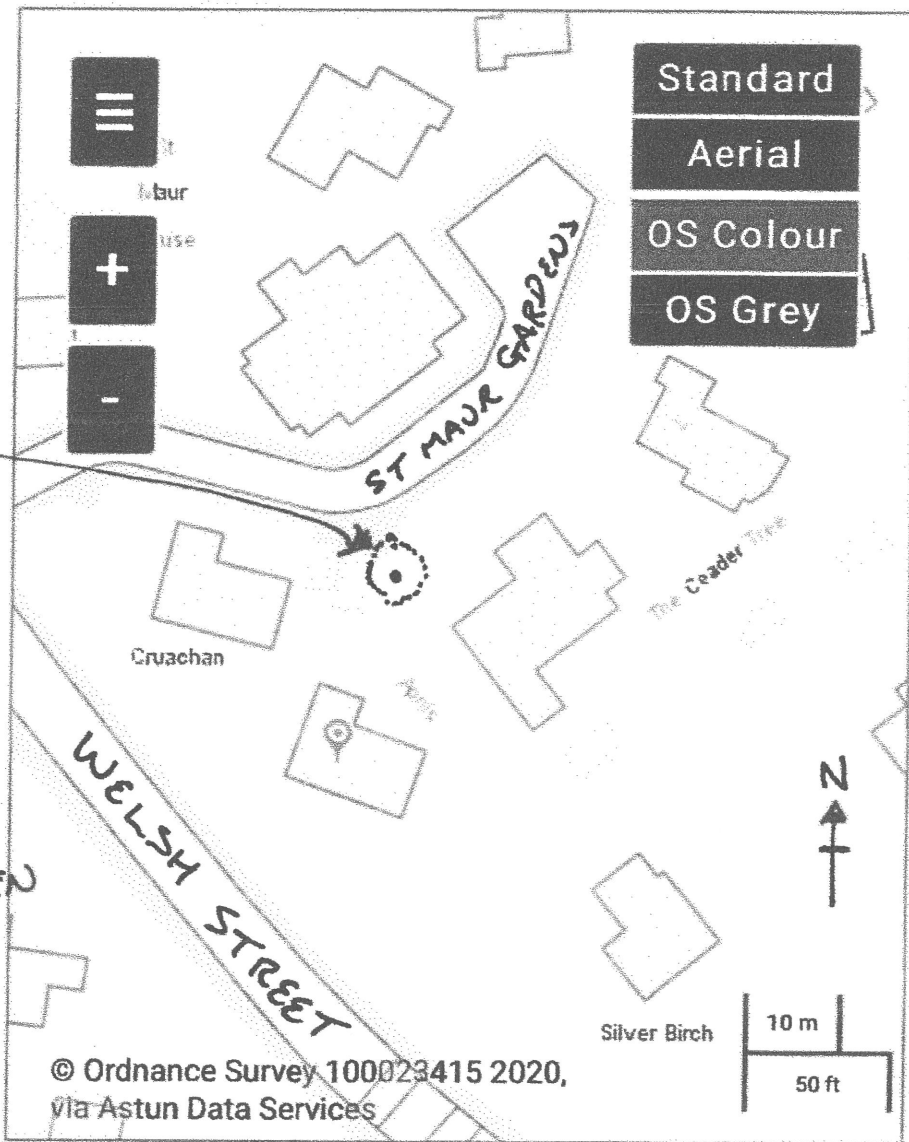 Standard
Aerial
OS Colour
OS Grey
Maur
use
+
-
ST MAUR GARDENS
The Ceader Tree
Cruachan
WELSH STREET
N
Silver Birch
10 m
50 ft
© Ordnance Survey 100023415 2020,
via Astun Data Services